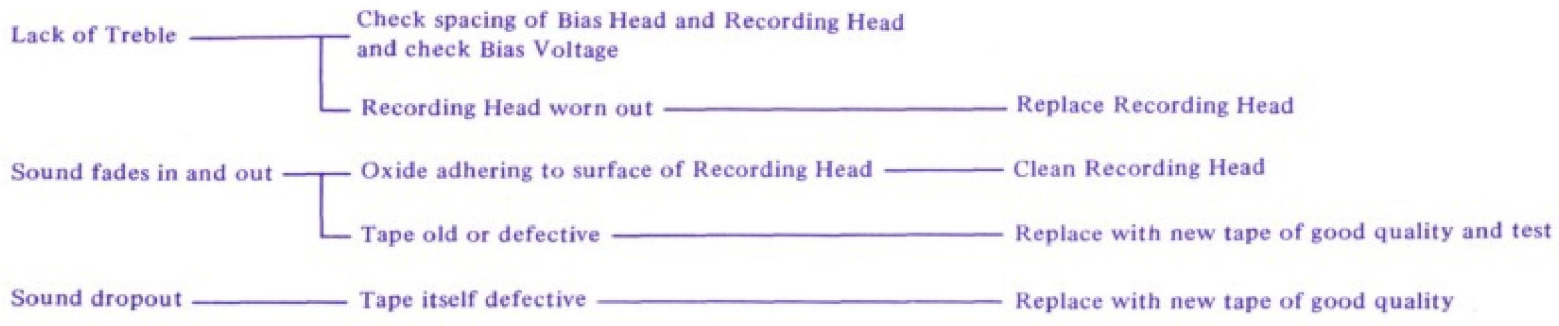 Lack of Treble
Check spacing of Bias Head and Recording Head
and check Bias Voltage
Recording Head worn out
Replace Recording Head
Sound fades in and out
Oxide adhering to surface of Recording Head
Clean Recording Head
Tape old or defective
Replace with new tape of good quality and test
Sound dropout
Tape itself defective
Replace with new tape of good quality